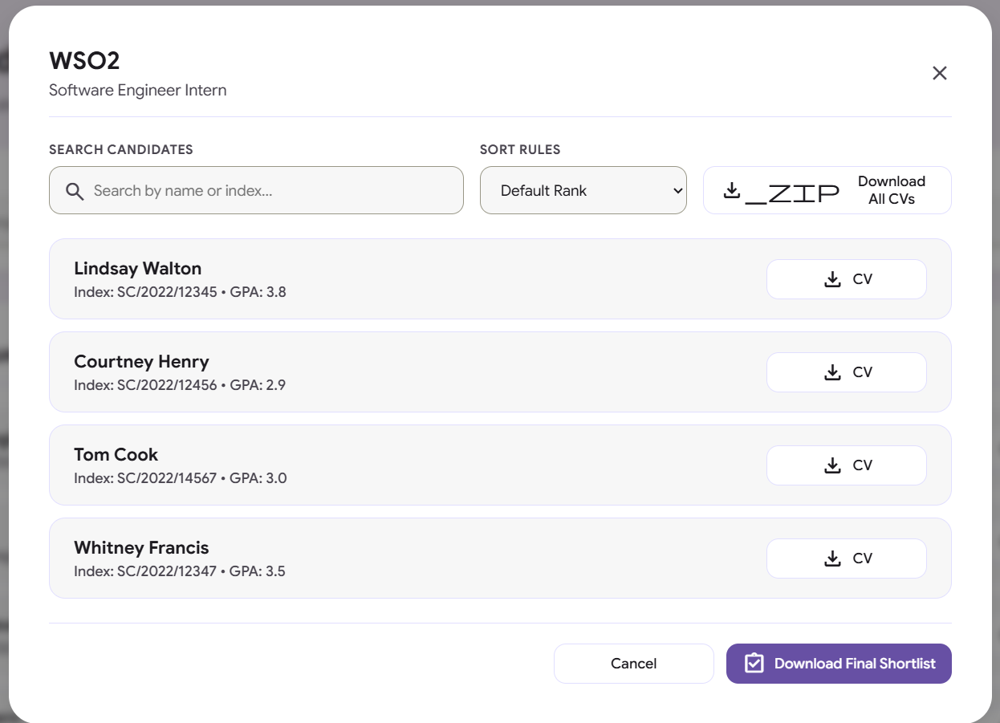 WSO2
Software Engineer Intern
SEARCH CANDIDATES
SORT RULES
Search by name or index...
Default Rank
_ZIP
Download
All CVs
Lindsay Walton
Index: SC/2022/12345 • GPA: 3.8
CV
Courtney Henry
Index: SC/2022/12456 • GPA: 2.9
CV
Tom Cook
Index: SC/2022/14567 • GPA: 3.0
CV
Whitney Francis
Index: SC/2022/12347 • GPA: 3.5
CV
Cancel
Download Final Shortlist